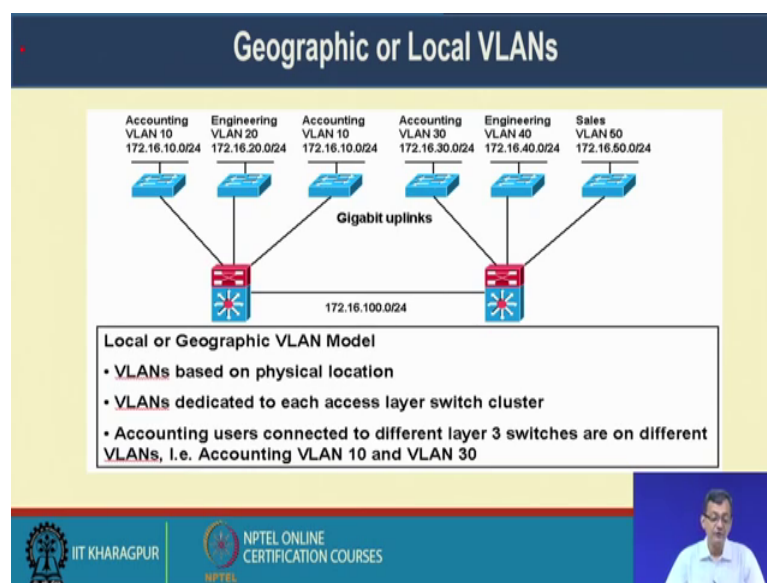 Geographic or Local VLANs
Accounting
VLAN 10
172.16.10.0/24
Engineering
VLAN 20
172.16.20.0/24
Accounting
VLAN 10
172.16.10.0/24
Accounting
VLAN 30
172.16.30.0/24
Engineering
VLAN 40
172.16.40.0/24
Sales
VLAN 50
172.16.50.0/24
Gigabit uplinks
172.16.100.0/24
Local or Geographic VLAN Model
• VLANs based on physical location
• VLANs dedicated to each access layer switch cluster
• Accounting users connected to different layer 3 switches are on different
VLANs, I.e. Accounting VLAN 10 and VLAN 30
IIT KHARAGPUR
NPTEL
NPTEL ONLINE
CERTIFICATION COURSES